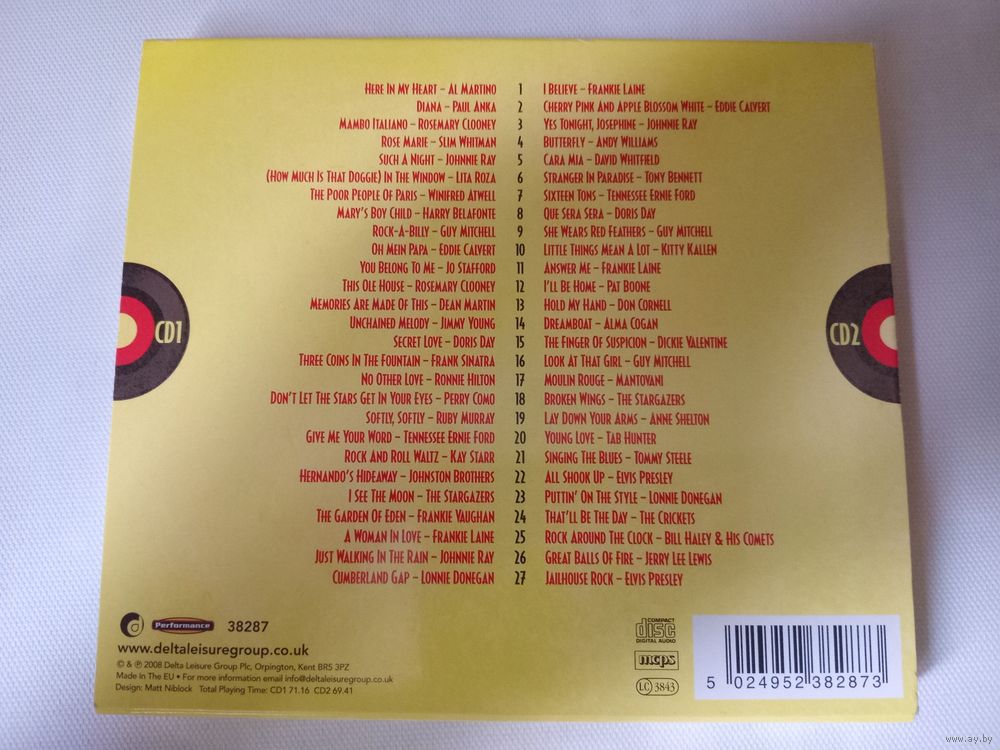 Here In My Heart – Al Martino 1 I Believe – Frankie Laine
Diana – Paul Anka 2 Cherry Pink And Apple Blossom White – Eddie Calvert
Mambo Italiano – Rosemary Clooney 3 Yes Tonight, Josephine – Johnnie Ray
Rose Marie – Slim Whitman 4 Butterfly – Andy Williams
Such A Night – Johnnie Ray 5 Cara Mia – David Whitfield
(How Much Is That Doggie) In The Window – Lita Roza 6 Stranger In Paradise – Tony Bennett
The Poor People Of Paris – Winifred Atwell 7 Sixteen Tons – Tennessee Ernie Ford
Mary's Boy Child – Harry Belafonte 8 Que Sera Sera – Doris Day
Rock-A-Billy – Guy Mitchell 9 She Wears Red Feathers – Guy Mitchell
Oh Mein Papa – Eddie Calvert 10 Little Things Mean A Lot – Kitty Kallen
You Belong To Me – Jo Stafford 11 Answer Me – Frankie Laine
This Ole House – Rosemary Clooney 12 I'll Be Home – Pat Boone
Memories Are Made Of This – Dean Martin 13 Hold My Hand – Don Cornell
Unchained Melody – Jimmy Young 14 Dreamboat – Alma Cogan
Secret Love – Doris Day 15 The Finger Of Suspicion – Dickie Valentine
Three Coins In The Fountain – Frank Sinatra 16 Look At That Girl – Guy Mitchell
No Other Love – Ronnie Hilton 17 Moulin Rouge – Mantovani
Don't Let The Stars Get In Your Eyes – Perry Como 18 Broken Wings – The Stargazers
Softly, Softly – Ruby Murray 19 Lay Down Your Arms – Anne Shelton
Give Me Your Word – Tennessee Ernie Ford 20 Young Love – Tab Hunter
Rock And Roll Waltz – Kay Starr 21 Singing The Blues – Tommy Steele
Hernando's Hideaway – Johnston Brothers 22 All Shook Up – Elvis Presley
I See The Moon – The Stargazers 23 Puttin' On The Style – Lonnie Donegan
The Garden Of Eden – Frankie Vaughan 24 That'll Be The Day – The Crickets
A Woman In Love – Frankie Laine 25 Rock Around The Clock – Bill Haley & His Comets
Just Walking In The Rain – Johnnie Ray 26 Great Balls Of Fire – Jerry Lee Lewis
Cumberland Gap – Lonnie Donegan 27 Jailhouse Rock – Elvis Presley
CD1
CD2
Performance 38287
www.deltaleisuregroup.co.uk
© & ℗ 2008 Delta Leisure Group Plc, Orpington, Kent BR5 3PZ
Made In The EU • For more information email info@deltaleisuregroup.co.uk
Design: Matt Niblock Total Playing Time: CD1 71.16 CD2 69.41
COMPACT
disc
DIGITAL AUDIO
mcps
LC 3843
5 024952 382873
www.ay.by